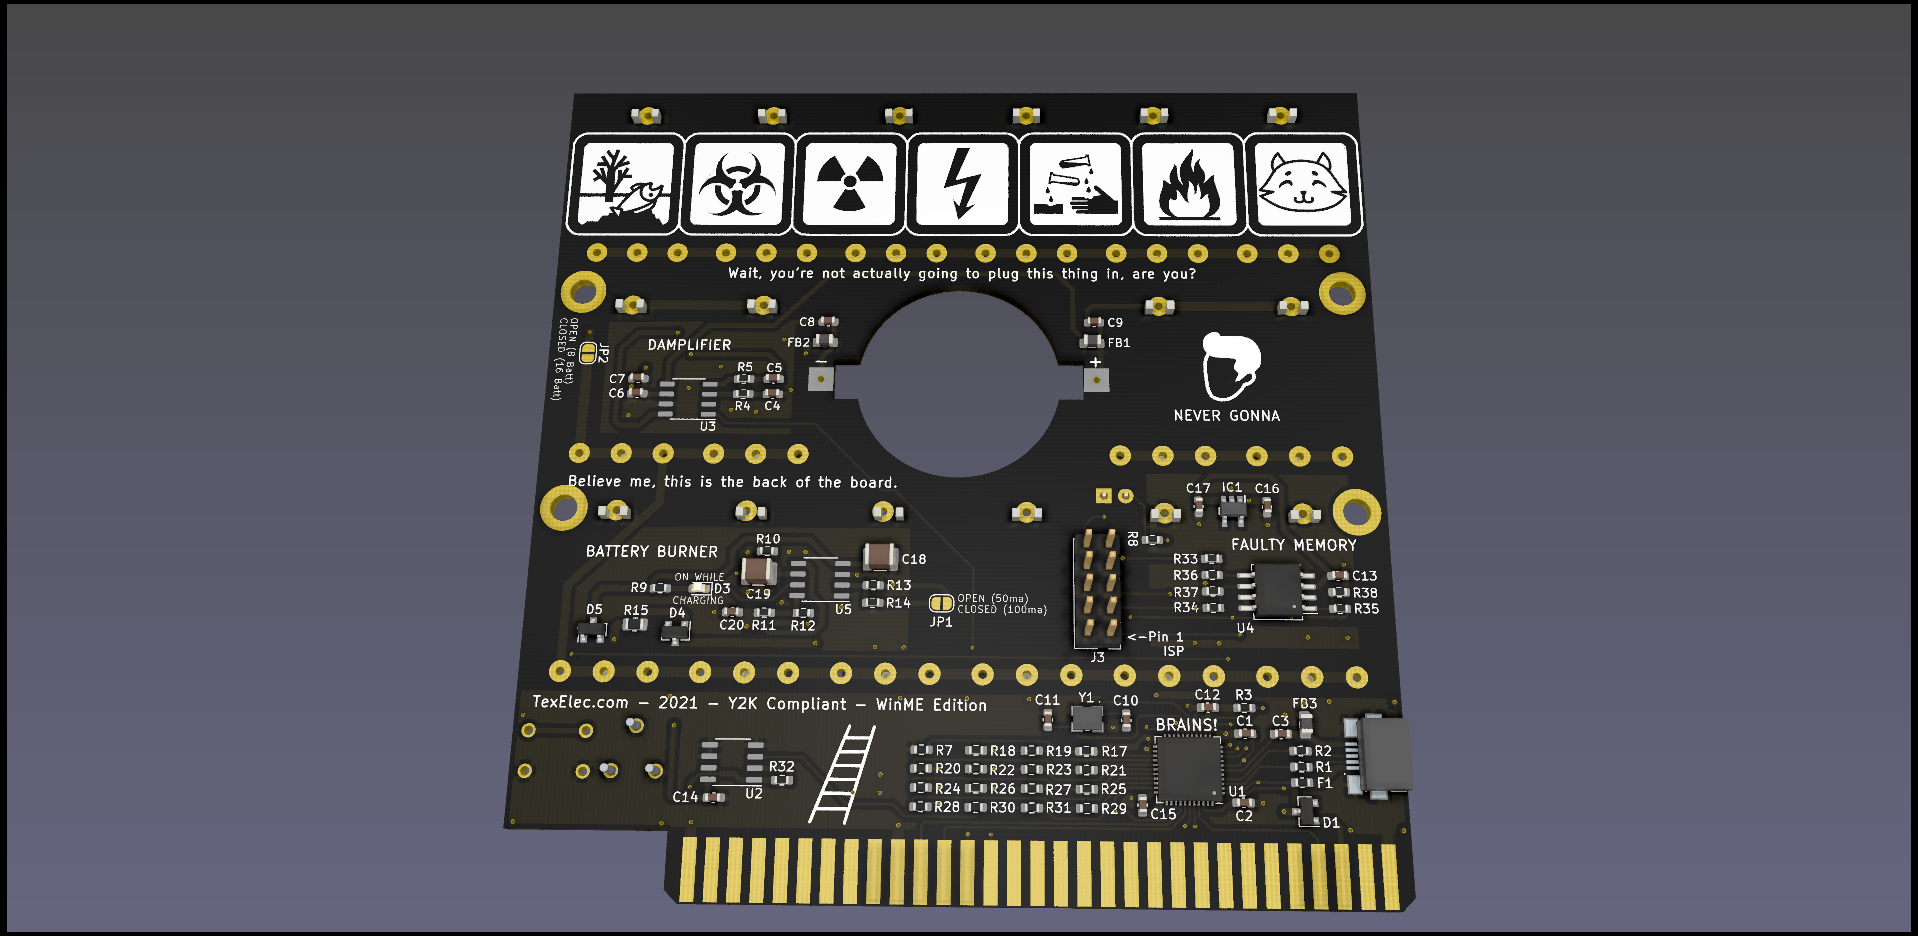 Wait, you're not actually going to plug this thing in, are you?
C8
C9
FB2
FB1
OPEN (8 Batt)
CLOSED (16 Batt)
JP2
DAMPLIFIER
-
+
C7
C6
R5
C5
R4
C4
U3
NEVER GONNA
Believe me, this is the back of the board.
C17
IC1
C16
R8
BATTERY BURNER
R10
C18
FAULTY MEMORY
ON WHILE
CHARGING
R9
D3
C19
R13
R14
U5
R33
R36
R37
R34
C13
R38
R35
U4
D5
R15
D4
C20
R11
R12
OPEN (50ma)
CLOSED (100ma)
JP1
<-Pin 1
ISP
J3
TexElec.com - 2021 - Y2K Compliant - WinME Edition
C11
Y1
C10
C12
R3
FB3
BRAINS!
C1
C3
R7
R18
R19
R17
R2
R20
R22
R23
R21
R1
R24
R26
R27
R25
F1
R28
R30
R31
R29
R32
U2
C14
C15
U1
C2
D1